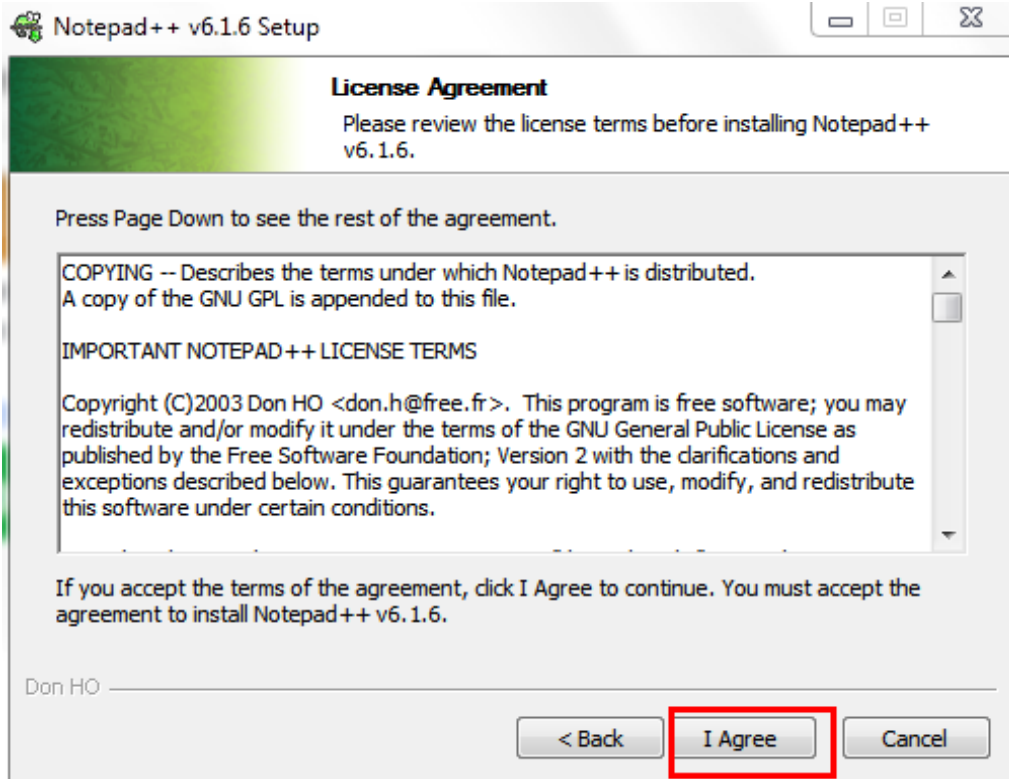 Notepad++ v6.1.6 Setup
License Agreement
Please review the license terms before installing Notepad++
v6.1.6.
Press Page Down to see the rest of the agreement.
COPYING -- Describes the terms under which Notepad++ is distributed.
A copy of the GNU GPL is appended to this file.
IMPORTANT NOTEPAD++ LICENSE TERMS
Copyright (C)2003 Don HO <don.h@free.fr>.  This program is free software; you may
redistribute and/or modify it under the terms of the GNU General Public License as
published by the Free Software Foundation; Version 2 with the clarifications and
exceptions described below. This guarantees your right to use, modify, and redistribute
this software under certain conditions.
If you accept the terms of the agreement, click I Agree to continue. You must accept the
agreement to install Notepad++ v6.1.6.
Don HO
< Back
I Agree
Cancel